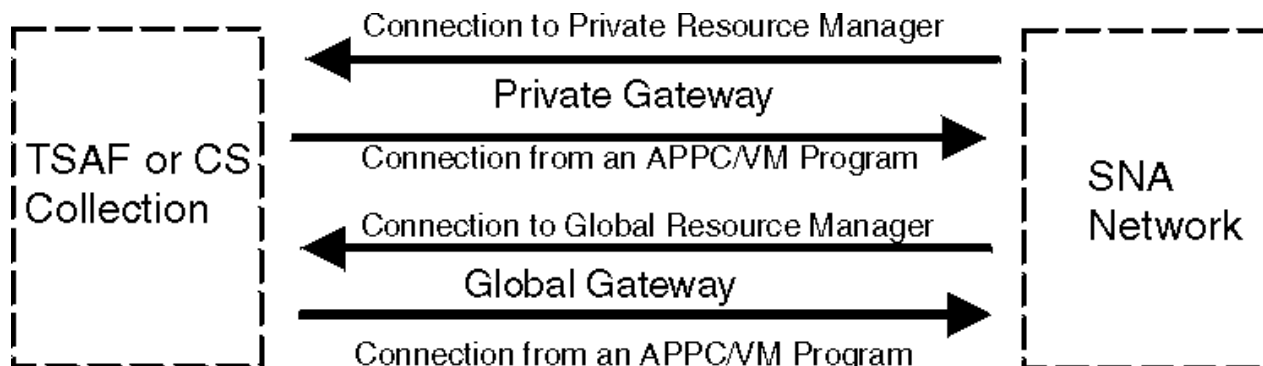 Connection to Private Resource Manager
Private Gateway
TSAF or CS
Collection
Connection from an APPC/VM Program
SNA
Network
Connection to Global Resource Manager
Global Gateway
Connection from an APPC/VM Program